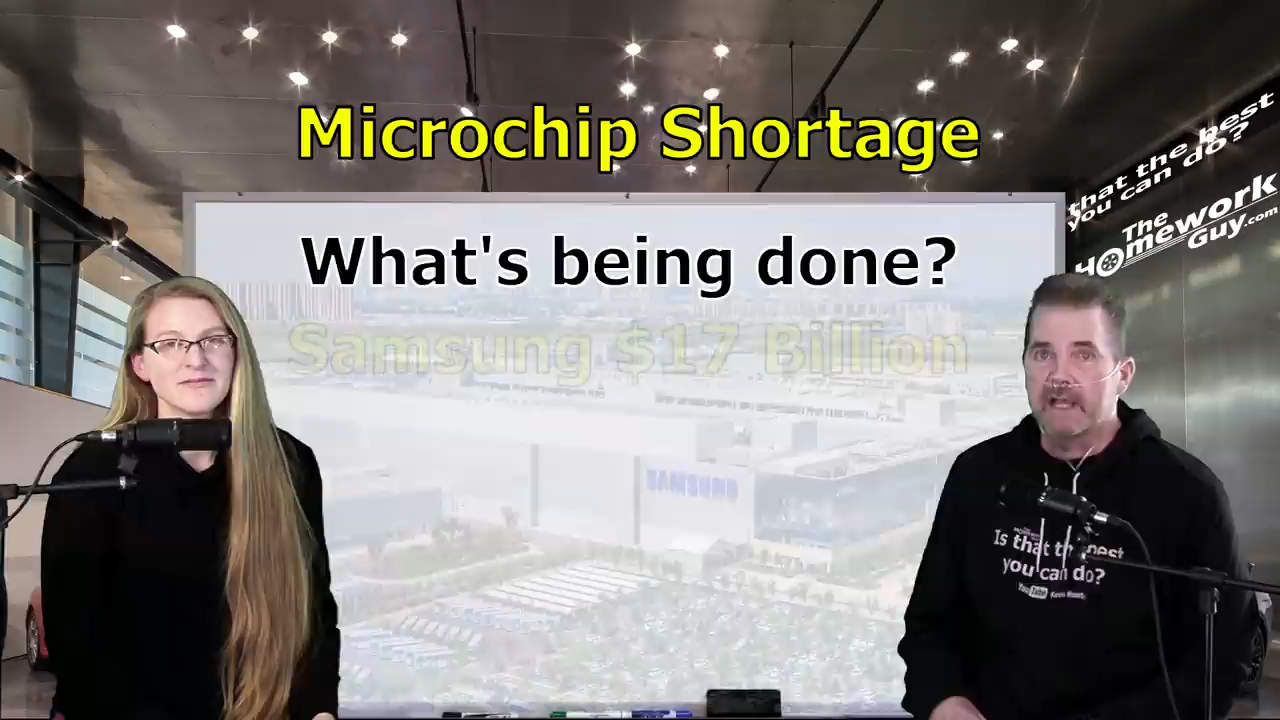 Microchip Shortage
What's being done?
Samsung $17 Billion
SAMSUNG
that the best
you can do?
The
Homework
Guy.com
Is that the best
you can do?
YouTube